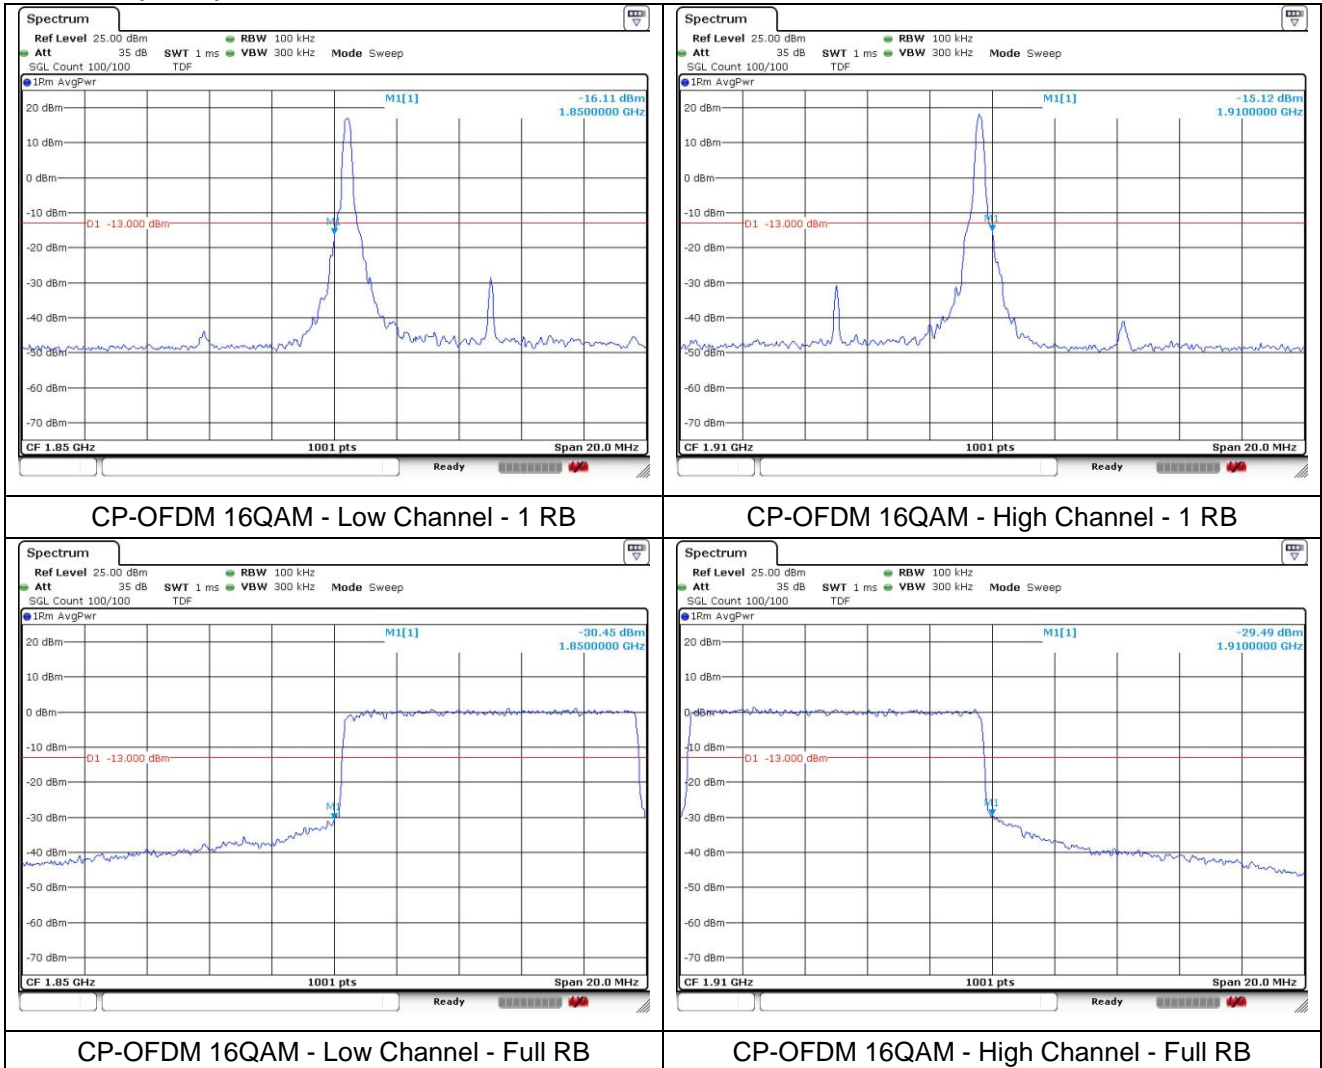 Spectrum
Ref Level 25.00 dBm RBW 100 kHz
Att 35 dB SWT 1 ms VBW 300 kHz Mode Sweep
SGL Count 100/100 TDF
1Rm AvgPwr
M1[1] -16.11 dBm
1.8500000 GHz
20 dBm
10 dBm
0 dBm
-10 dBm
M1
D1 -13.000 dBm
-20 dBm
-30 dBm
-40 dBm
-50 dBm
-60 dBm
-70 dBm
CF 1.85 GHz 1001 pts Span 20.0 MHz
Ready
CP-OFDM 16QAM - Low Channel - 1 RB
Spectrum
Ref Level 25.00 dBm RBW 100 kHz
Att 35 dB SWT 1 ms VBW 300 kHz Mode Sweep
SGL Count 100/100 TDF
1Rm AvgPwr
M1[1] -15.12 dBm
1.9100000 GHz
20 dBm
10 dBm
0 dBm
-10 dBm
M1
D1 -13.000 dBm
-20 dBm
-30 dBm
-40 dBm
-50 dBm
-60 dBm
-70 dBm
CF 1.91 GHz 1001 pts Span 20.0 MHz
Ready
CP-OFDM 16QAM - High Channel - 1 RB
Spectrum
Ref Level 25.00 dBm RBW 100 kHz
Att 35 dB SWT 1 ms VBW 300 kHz Mode Sweep
SGL Count 100/100 TDF
1Rm AvgPwr
M1[1] -30.45 dBm
1.8500000 GHz
20 dBm
10 dBm
0 dBm
-10 dBm
D1 -13.000 dBm
-20 dBm
M1
-30 dBm
-40 dBm
-50 dBm
-60 dBm
-70 dBm
CF 1.85 GHz 1001 pts Span 20.0 MHz
Ready
CP-OFDM 16QAM - Low Channel - Full RB
Spectrum
Ref Level 25.00 dBm RBW 100 kHz
Att 35 dB SWT 1 ms VBW 300 kHz Mode Sweep
SGL Count 100/100 TDF
1Rm AvgPwr
M1[1] -29.49 dBm
1.9100000 GHz
20 dBm
10 dBm
0 dBm
-10 dBm
D1 -13.000 dBm
-20 dBm
M1
-30 dBm
-40 dBm
-50 dBm
-60 dBm
-70 dBm
CF 1.91 GHz 1001 pts Span 20.0 MHz
Ready
CP-OFDM 16QAM - High Channel - Full RB